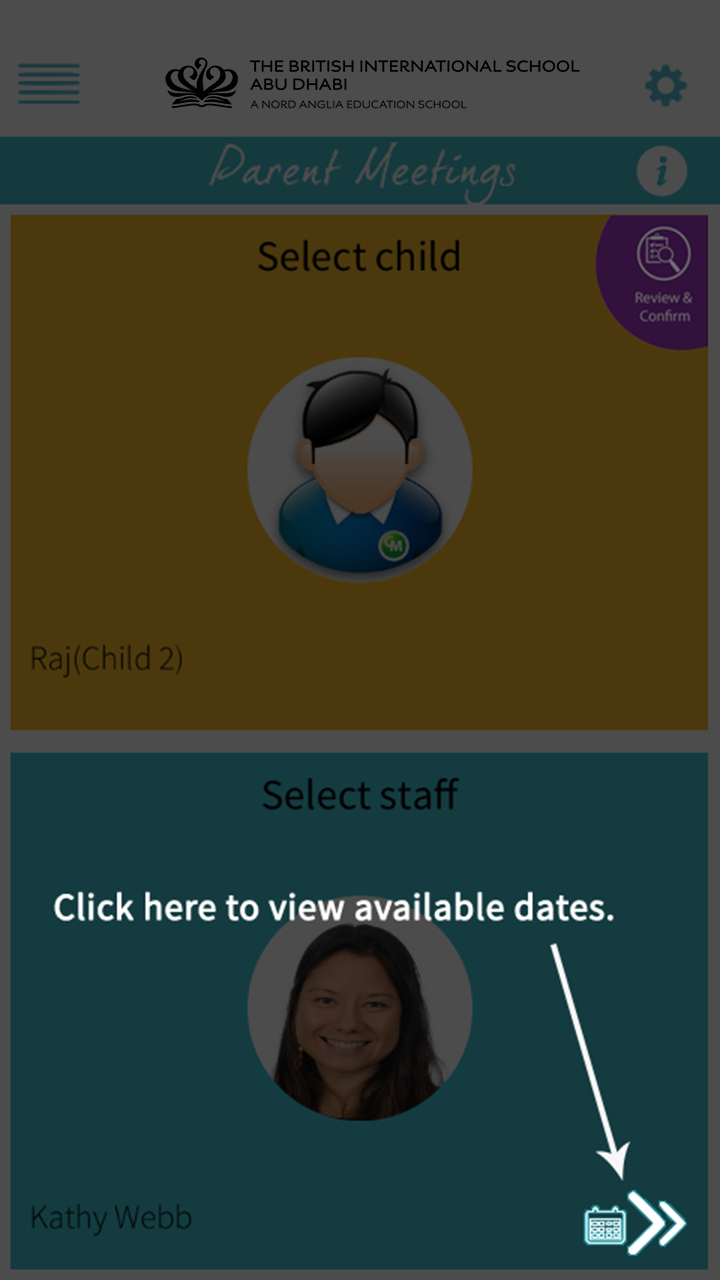 THE BRITISH INTERNATIONAL SCHOOL
ABU DHABI
A NORD ANGLIA EDUCATION SCHOOL
Parent Meetings
i
Select child
Review &
Confirm
GM
Raj(Child 2)
Select staff
Click here to view available dates.
Kathy Webb